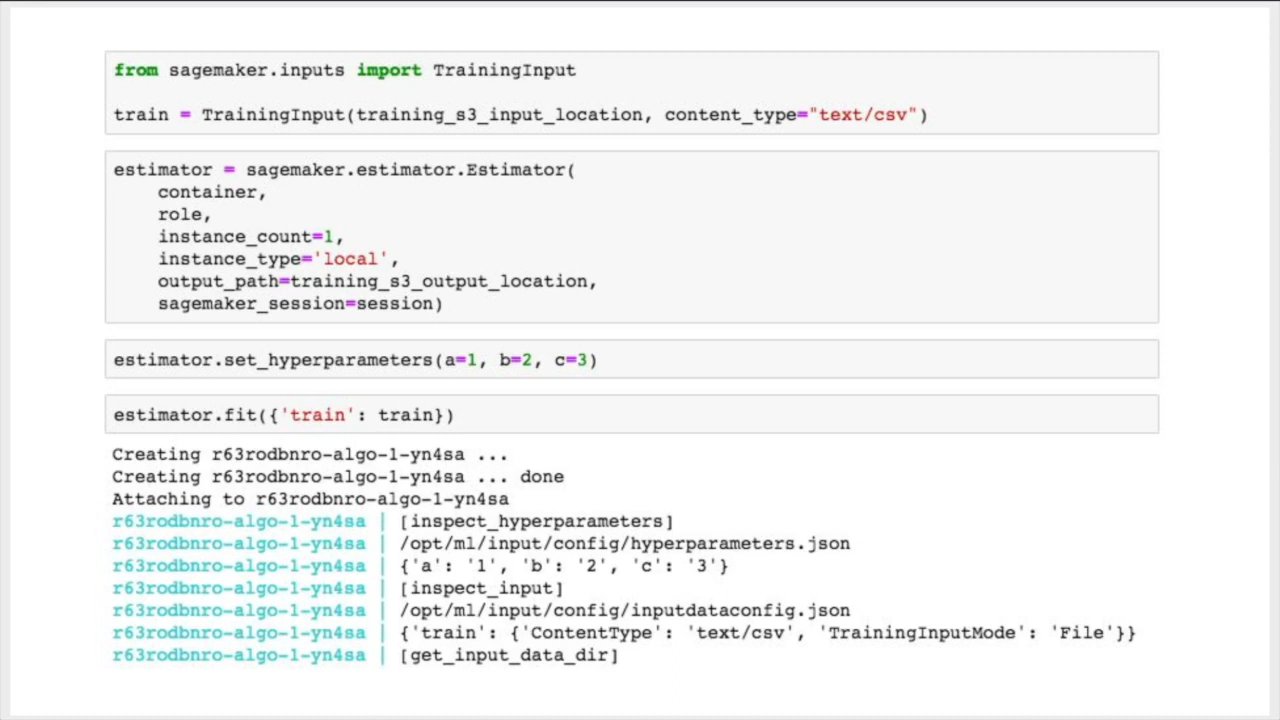 from sagemaker.inputs import TrainingInput
train = TrainingInput(training_s3_input_location, content_type="text/csv")
estimator = sagemaker.estimator.Estimator(
    container,
    role,
    instance_count=1,
    instance_type='local',
    output_path=training_s3_output_location,
    sagemaker_session=session)
estimator.set_hyperparameters(a=1, b=2, c=3)
estimator.fit({'train': train})
Creating r63rodbnro-algo-1-yn4sa ...
Creating r63rodbnro-algo-1-yn4sa ... done
Attaching to r63rodbnro-algo-1-yn4sa
r63rodbnro-algo-1-yn4sa | [inspect_hyperparameters]
r63rodbnro-algo-1-yn4sa | /opt/ml/input/config/hyperparameters.json
r63rodbnro-algo-1-yn4sa | {'a': '1', 'b': '2', 'c': '3'}
r63rodbnro-algo-1-yn4sa | [inspect_input]
r63rodbnro-algo-1-yn4sa | /opt/ml/input/config/inputdataconfig.json
r63rodbnro-algo-1-yn4sa | {'train': {'ContentType': 'text/csv', 'TrainingInputMode': 'File'}}
r63rodbnro-algo-1-yn4sa | [get_input_data_dir]